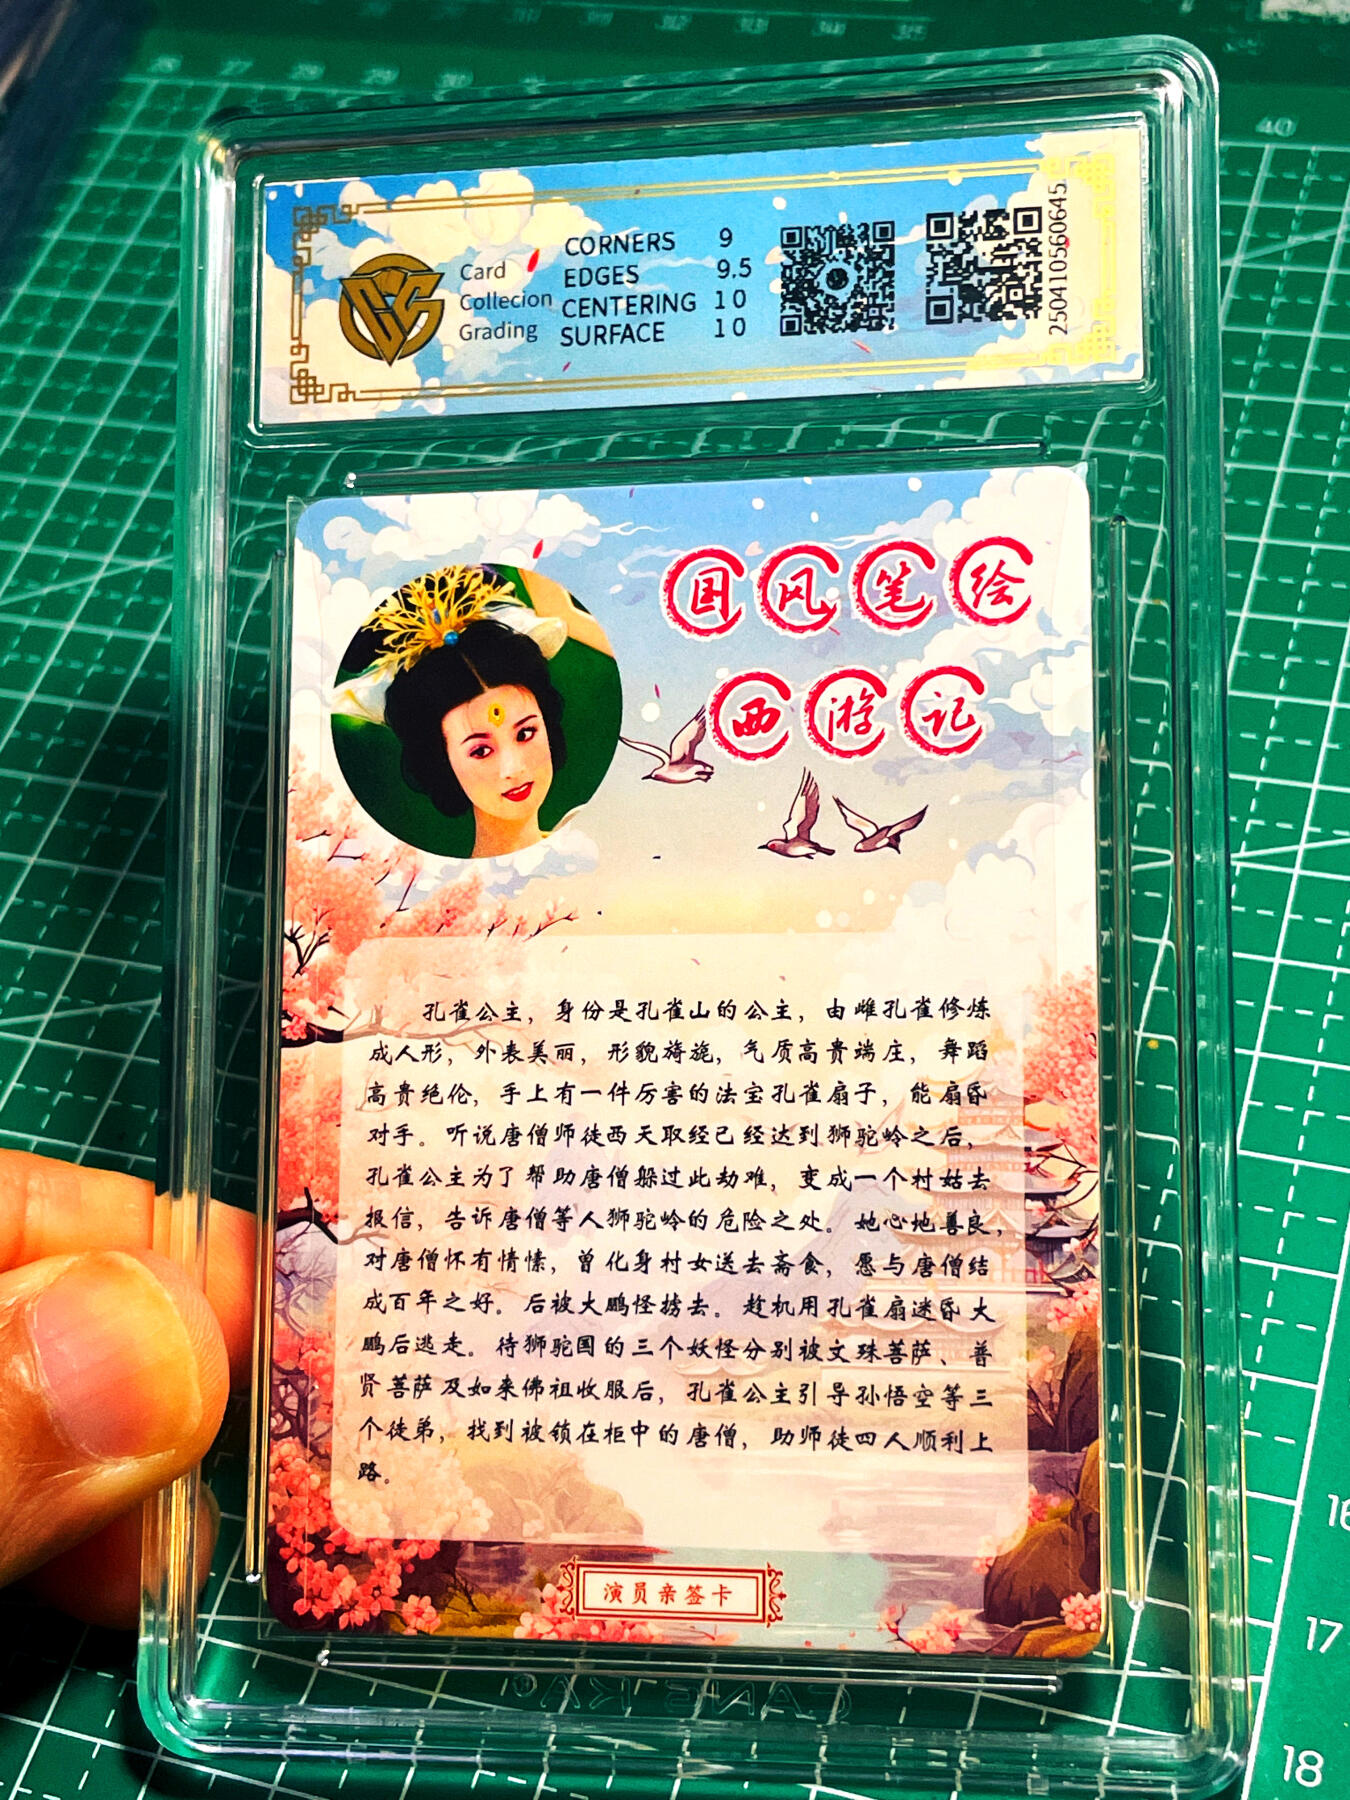 Card
Collecion
Grading
CORNERS 9
EDGES 9.5
CENTERING 10
SURFACE 10
250410560645
国风笔绘
西游记
孔雀公主，身份是孔雀山的公主，由雌孔雀修炼
成人形，外表美丽，形貌旖旎，气质高贵端庄，舞蹈
高贵绝伦，手上有一件厉害的法宝孔雀扇子，能扇昏
对手。听说唐僧师徒西天取经已经达到狮驼岭之后，
孔雀公主为了帮助唐僧躲过此劫难，变成一个村姑去
报信，告诉唐僧等人狮驼岭的危险之处。她心地善良，
对唐僧怀有情愫，曾化身村女送去斋食，愿与唐僧结
成百年之好。后被大鹏怪掳去。趁机用孔雀扇迷昏大
鹏后逃走。待狮驼国的三个妖怪分别被文殊菩萨、普
贤菩萨及如来佛祖收服后，孔雀公主引导孙悟空等三
个徒弟，找到被锁在柜中的唐僧，助师徒四人顺利上
路。
演员亲签卡
40
16
17
18